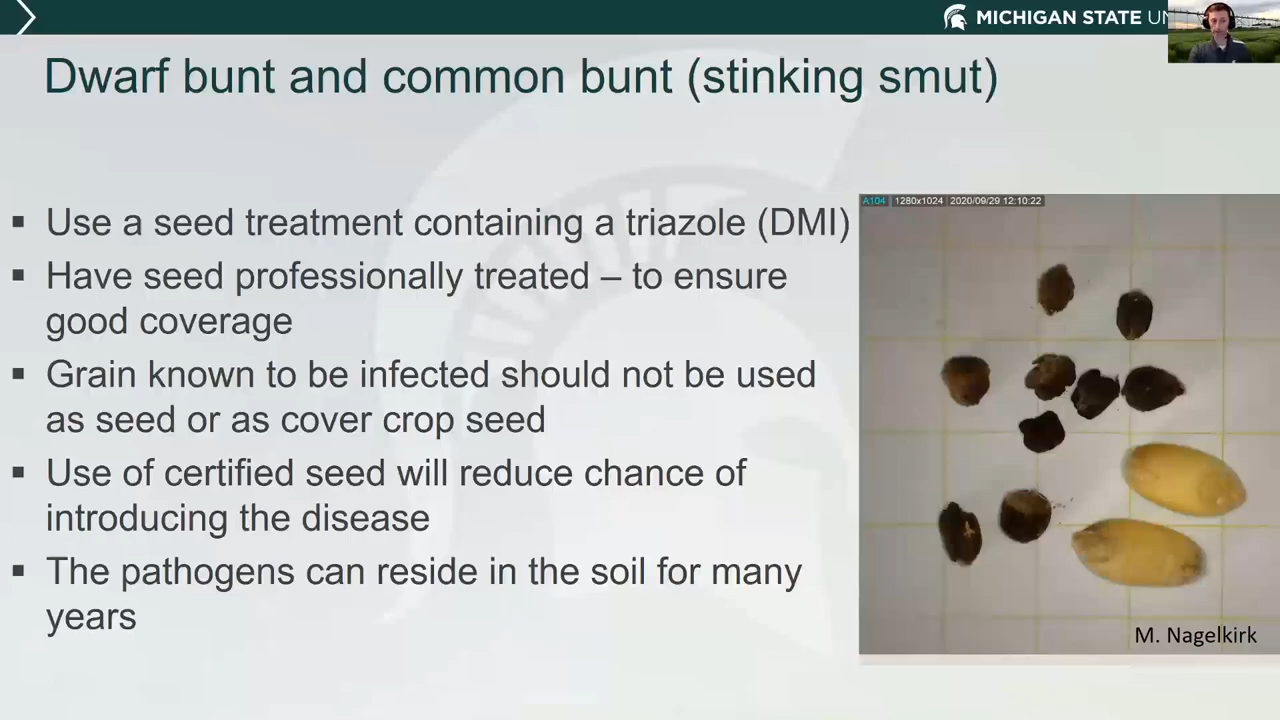 MICHIGAN STATE
Dwarf bunt and common bunt (stinking smut)
▪ Use a seed treatment containing a triazole (DMI)
▪ Have seed professionally treated – to ensure
good coverage
▪ Grain known to be infected should not be used
as seed or as cover crop seed
▪ Use of certified seed will reduce chance of
introducing the disease
▪ The pathogens can reside in the soil for many
years
A104 1280x1024 2020/09/29 12:10:22
M. Nagelkirk